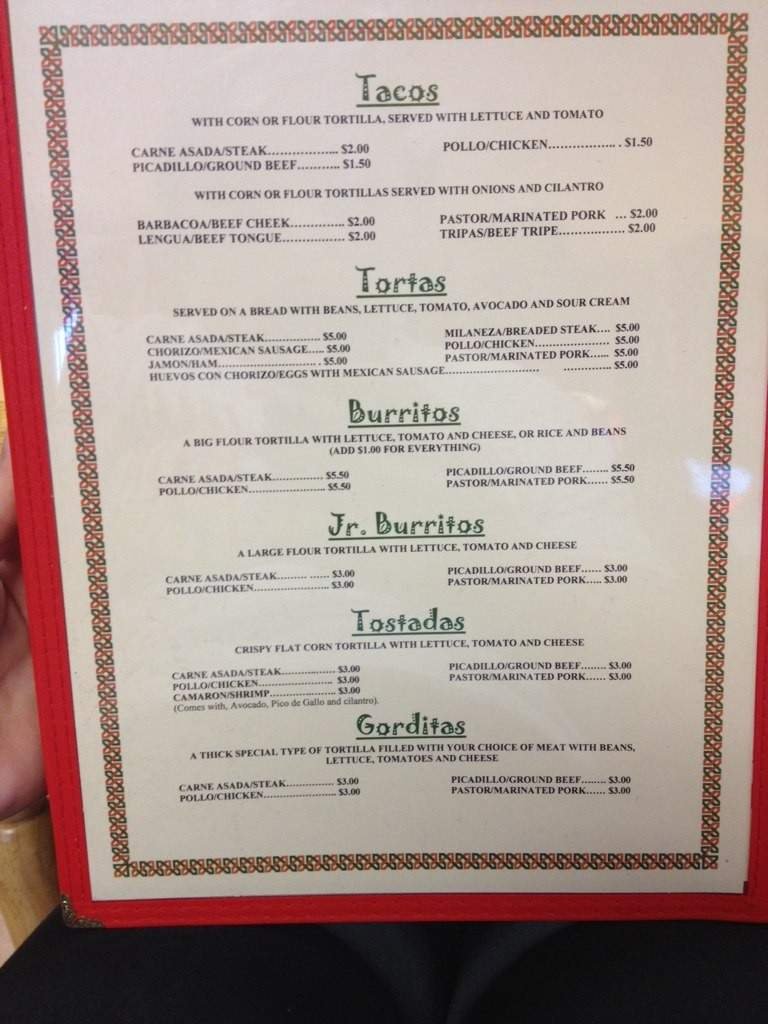 Tacos
WITH CORN OR FLOUR TORTILLA, SERVED WITH LETTUCE AND TOMATO
CARNE ASADA/STEAK.................. $2.00
POLLO/CHICKEN.................. $1.50
PICADILLO/GROUND BEEF........... $1.50
WITH CORN OR FLOUR TORTILLAS SERVED WITH ONIONS AND CILANTRO
BARBACOA/BEEF CHEEK.............. $2.00
PASTOR/MARINATED PORK ... $2.00
LENGUA/BEEF TONGUE................ $2.00
TRIPAS/BEEF TRIPE................. $2.00
Tortas
SERVED ON A BREAD WITH BEANS, LETTUCE, TOMATO, AVOCADO AND SOUR CREAM
CARNE ASADA/STEAK................ $5.00
MILANEZA/BREADED STEAK.... $5.00
CHORIZO/MEXICAN SAUSAGE..... $5.00
POLLO/CHICKEN...................... $5.00
JAMON/HAM............................. $5.00
PASTOR/MARINATED PORK..... $5.00
HUEVOS CON CHORIZO/EGGS WITH MEXICAN SAUSAGE........................... .............. $5.00
Burritos
A BIG FLOUR TORTILLA WITH LETTUCE, TOMATO AND CHEESE, OR RICE AND BEANS
(ADD $1.00 FOR EVERYTHING)
CARNE ASADA/STEAK............... $5.50
PICADILLO/GROUND BEEF........ $5.50
POLLO/CHICKEN...................... $5.50
PASTOR/MARINATED PORK...... $5.50
Jr. Burritos
A LARGE FLOUR TORTILLA WITH LETTUCE, TOMATO AND CHEESE
CARNE ASADA/STEAK......... ...... $3.00
PICADILLO/GROUND BEEF...... $3.00
POLLO/CHICKEN...................... $3.00
PASTOR/MARINATED PORK..... $3.00
Tostadas
CRISPY FLAT CORN TORTILLA WITH LETTUCE, TOMATO AND CHEESE
CARNE ASADA/STEAK............... $3.00
PICADILLO/GROUND BEEF........ $3.00
POLLO/CHICKEN...................... $3.00
PASTOR/MARINATED PORK...... $3.00
CAMARON/SHRIMP................... $3.00
(Comes with, Avocado, Pico de Gallo and cilantro).
Gorditas
A THICK SPECIAL TYPE OF TORTILLA FILLED WITH YOUR CHOICE OF MEAT WITH BEANS,
LETTUCE, TOMATOES AND CHEESE
CARNE ASADA/STEAK............... $3.00
PICADILLO/GROUND BEEF........ $3.00
POLLO/CHICKEN...................... $3.00
PASTOR/MARINATED PORK...... $3.00